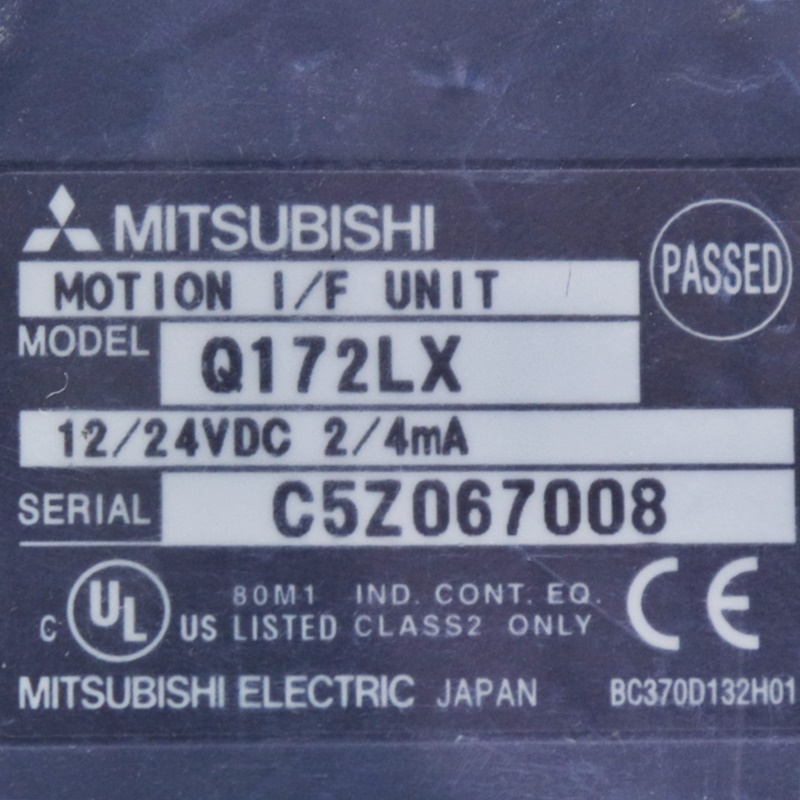 MITSUBISHI
PASSED
MOTION I/F UNIT
MODEL Q172LX
12/24VDC 2/4mA
SERIAL C5Z067008
C UL US 80M1 IND. CONT. EQ.
LISTED CLASS2 ONLY CE
MITSUBISHI ELECTRIC JAPAN BC370D132H01